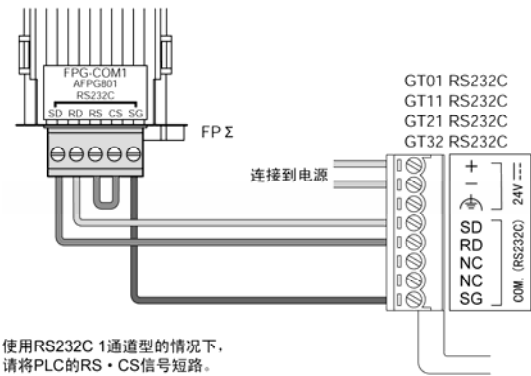 FPG-COM1
AFPG801
RS232C
SD RD RS CS SG
FPΣ
GT01 RS232C
GT11 RS232C
GT21 RS232C
GT32 RS232C
连接到电源
+
−
24V
SD
RD
NC
NC
SG
COM. (RS232C)
使用RS232C 1通道型的情况下，
请将PLC的RS・CS信号短路。